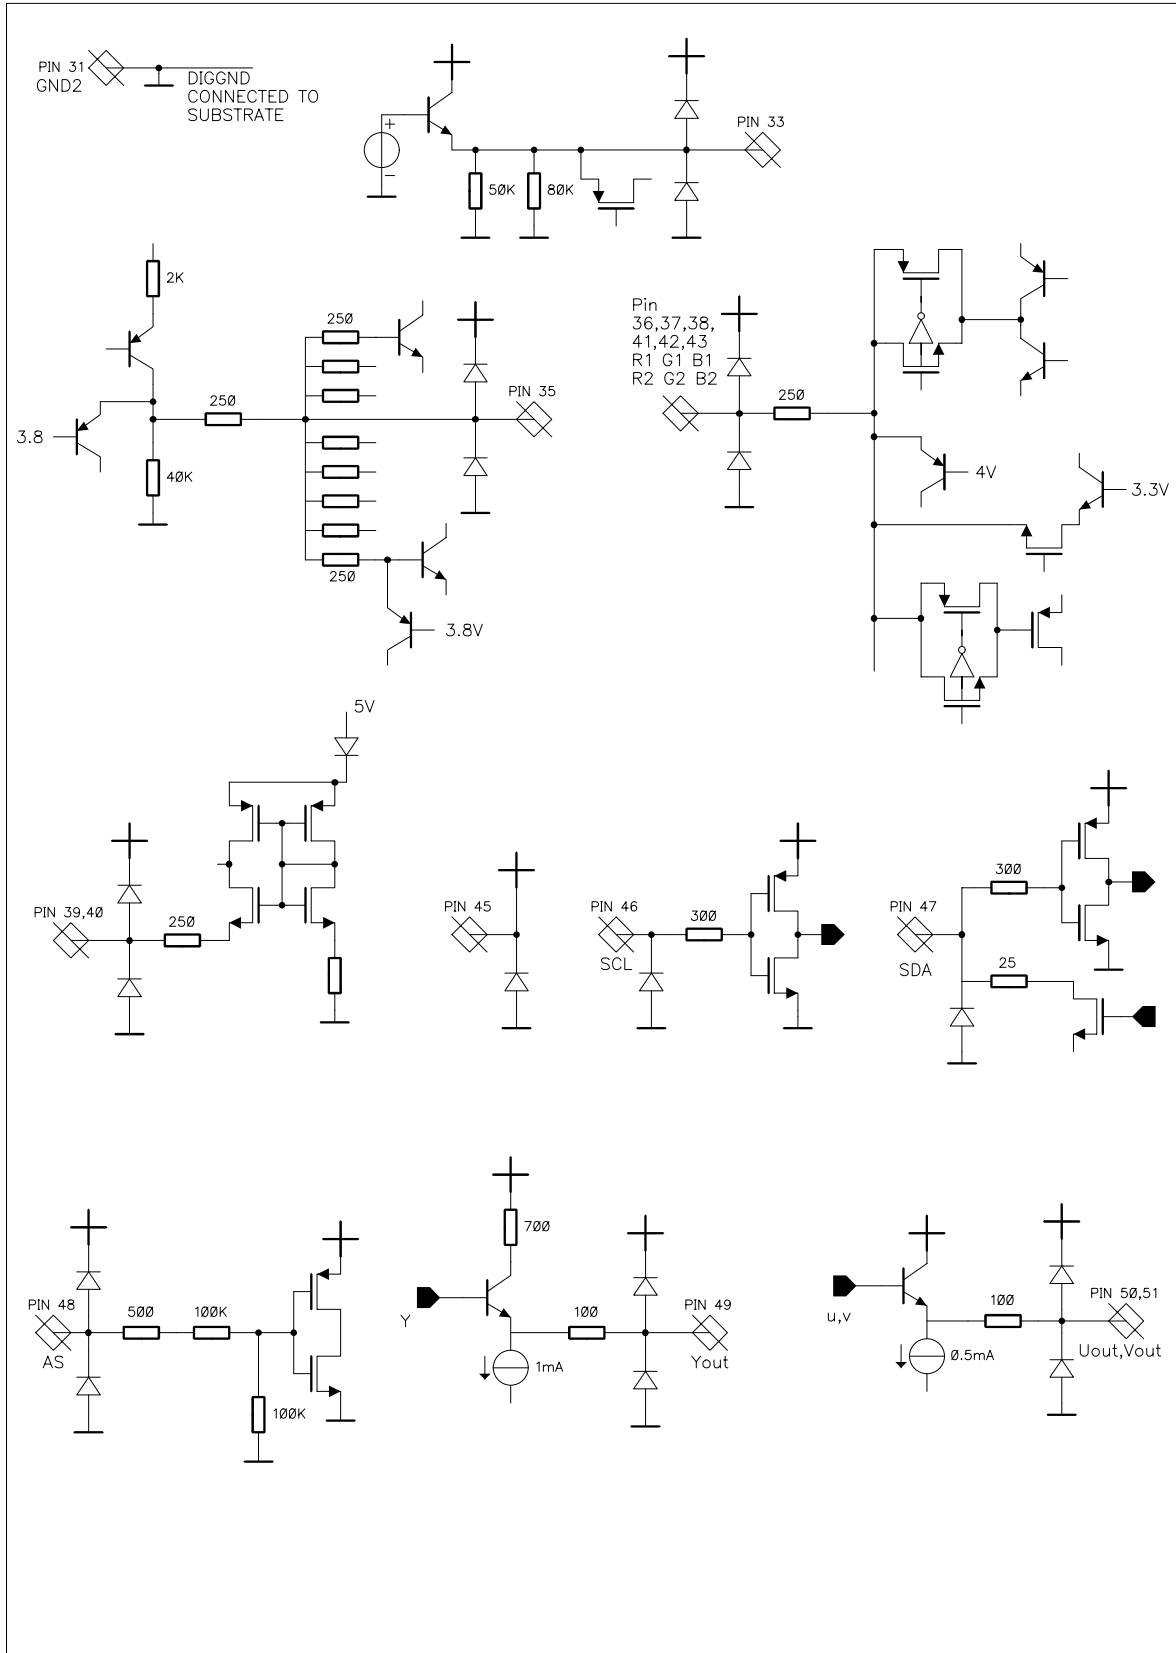 PIN 31
GND2
DIGGND
CONNECTED TO
SUBSTRATE
+
-
50K
80K
PIN 33
2K
3.8
40K
250
250
250
3.8V
PIN 35
Pin
36,37,38,
41,42,43
R1 G1 B1
R2 G2 B2
250
4V
3.3V
5V
PIN 39,40
250
PIN 45
PIN 46
SCL
300
PIN 47
SDA
300
25
PIN 48
AS
500
100K
100K
700
Y
1mA
100
PIN 49
Yout
u,v
0.5mA
100
PIN 50,51
Uout,Vout